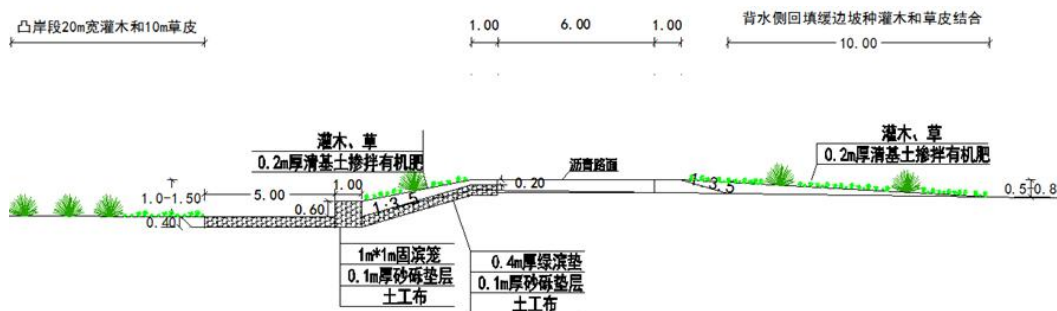 凸岸段20m宽灌木和10m草皮
1.00
6.00
1.00
背水侧回填缓边坡种灌木和草皮结合
10.00
灌木、草
0.2m厚清基土掺拌有机肥
沥青路面
灌木、草
0.2m厚清基土掺拌有机肥
1.0-1.50
5.00
1.00
0.20
1:3.5
0.60
1:3.5
0.40
0.5
0.8
1m*1m固滨笼
0.1m厚砂砾垫层
土工布
0.4m厚绿滨垫
0.1m厚砂砾垫层
土工布